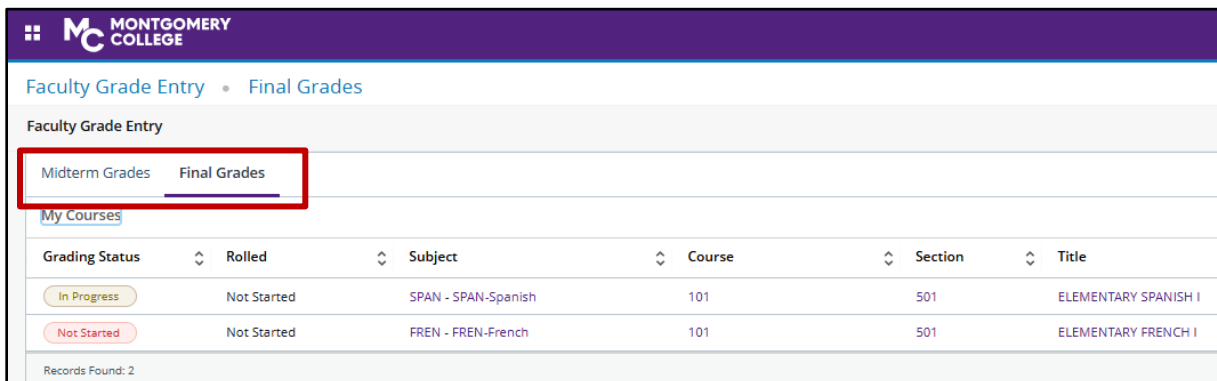 MC MONTGOMERY
COLLEGE
Faculty Grade Entry • Final Grades
Faculty Grade Entry
Midterm Grades Final Grades
My Courses
Grading Status Rolled Subject Course Section Title
In Progress Not Started SPAN - SPAN-Spanish 101 501 ELEMENTARY SPANISH I
Not Started Not Started FREN - FREN-French 101 501 ELEMENTARY FRENCH I
Records Found: 2